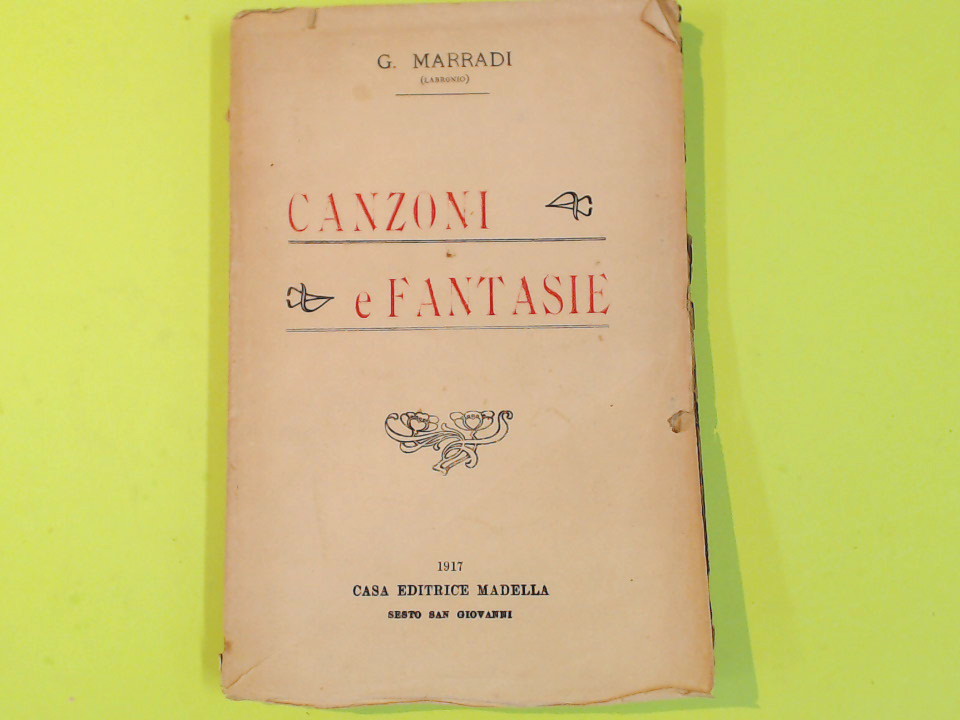 G. MARRADI
(LABRONIO)
CANZONI
e FANTASIE
1917
CASA EDITRICE MADELLA
SESTO SAN GIOVANNI